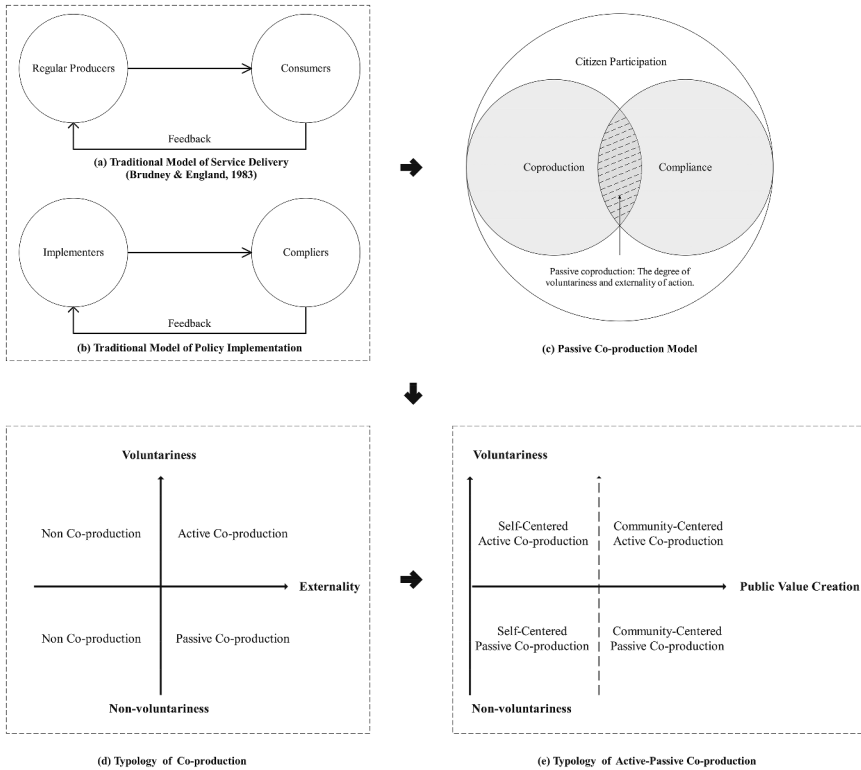 Regular Producers
Consumers
Feedback
(a) Traditional Model of Service Delivery
(Brudney & England, 1983)
Implementers
Compliers
Feedback
(b) Traditional Model of Policy Implementation
Citizen Participation
Coproduction
Compliance
Passive coproduction: The degree of
voluntariness and externality of action.
(c) Passive Co-production Model
Voluntariness
Non Co-production
Active Co-production
Externality
Non Co-production
Passive Co-production
Non-voluntariness
(d) Typology of Co-production
Voluntariness
Self-Centered
Active Co-production
Community-Centered
Active Co-production
Public Value Creation
Self-Centered
Passive Co-production
Community-Centered
Passive Co-production
Non-voluntariness
(e) Typology of Active-Passive Co-production